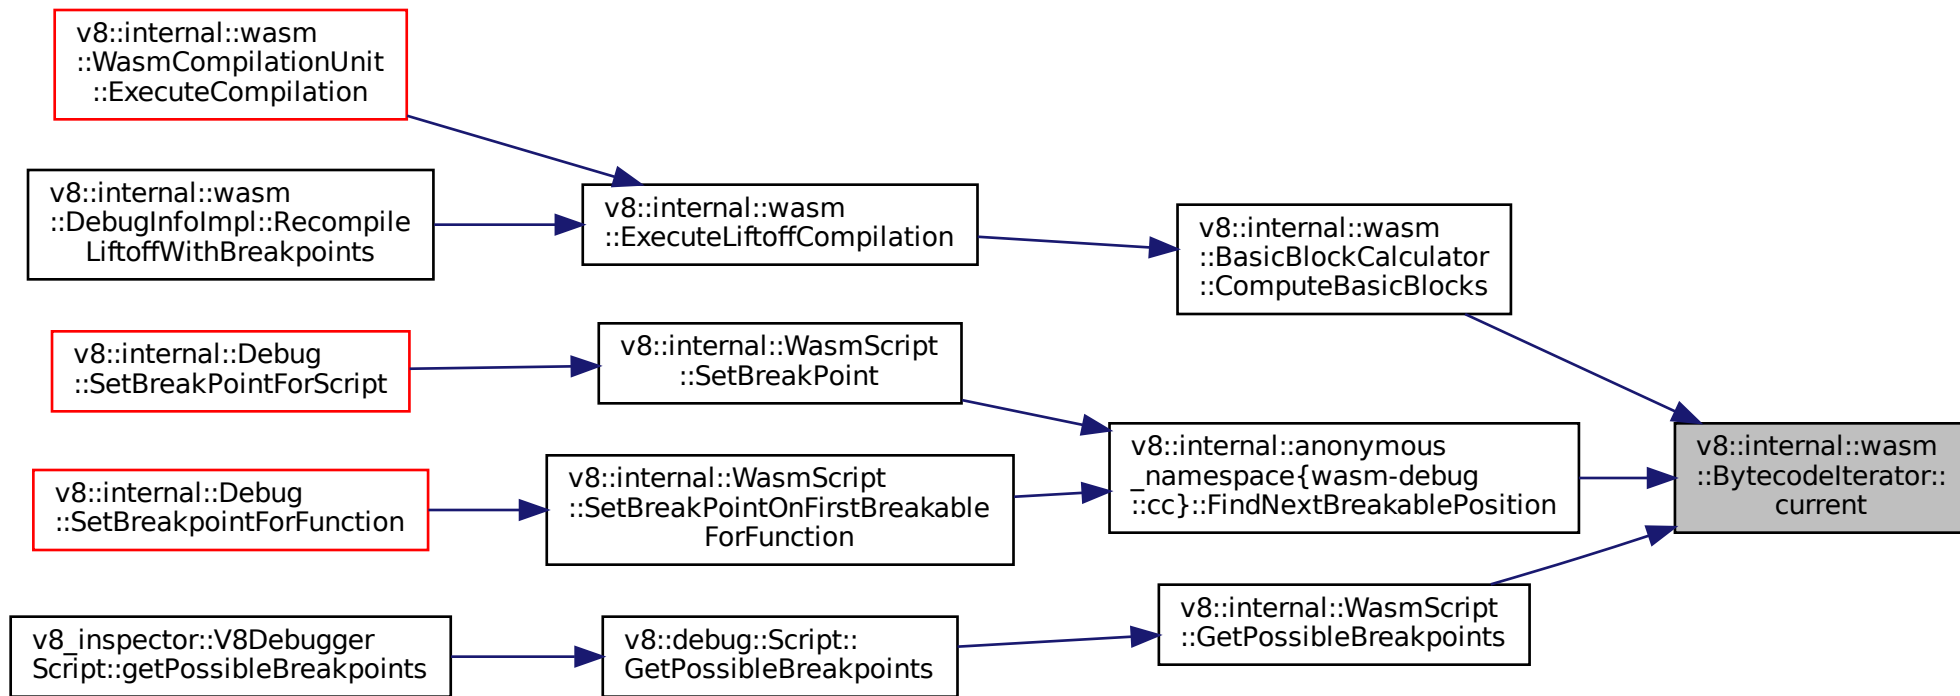 v8::internal::wasm
::WasmCompilationUnit
::ExecuteCompilation
v8::internal::wasm
::DebugInfoImpl::Recompile
LiftoffWithBreakpoints
v8::internal::wasm
::ExecuteLiftoffCompilation
v8::internal::wasm
::BasicBlockCalculator
::ComputeBasicBlocks
v8::internal::Debug
::SetBreakPointForScript
v8::internal::WasmScript
::SetBreakPoint
v8::internal::anonymous
_namespace{wasm-debug
::cc}::FindNextBreakablePosition
v8::internal::wasm
::BytecodeIterator::
current
v8::internal::Debug
::SetBreakpointForFunction
v8::internal::WasmScript
::SetBreakPointOnFirstBreakable
ForFunction
v8::internal::WasmScript
::GetPossibleBreakpoints
v8_inspector::V8Debugger
Script::getPossibleBreakpoints
v8::debug::Script::
GetPossibleBreakpoints